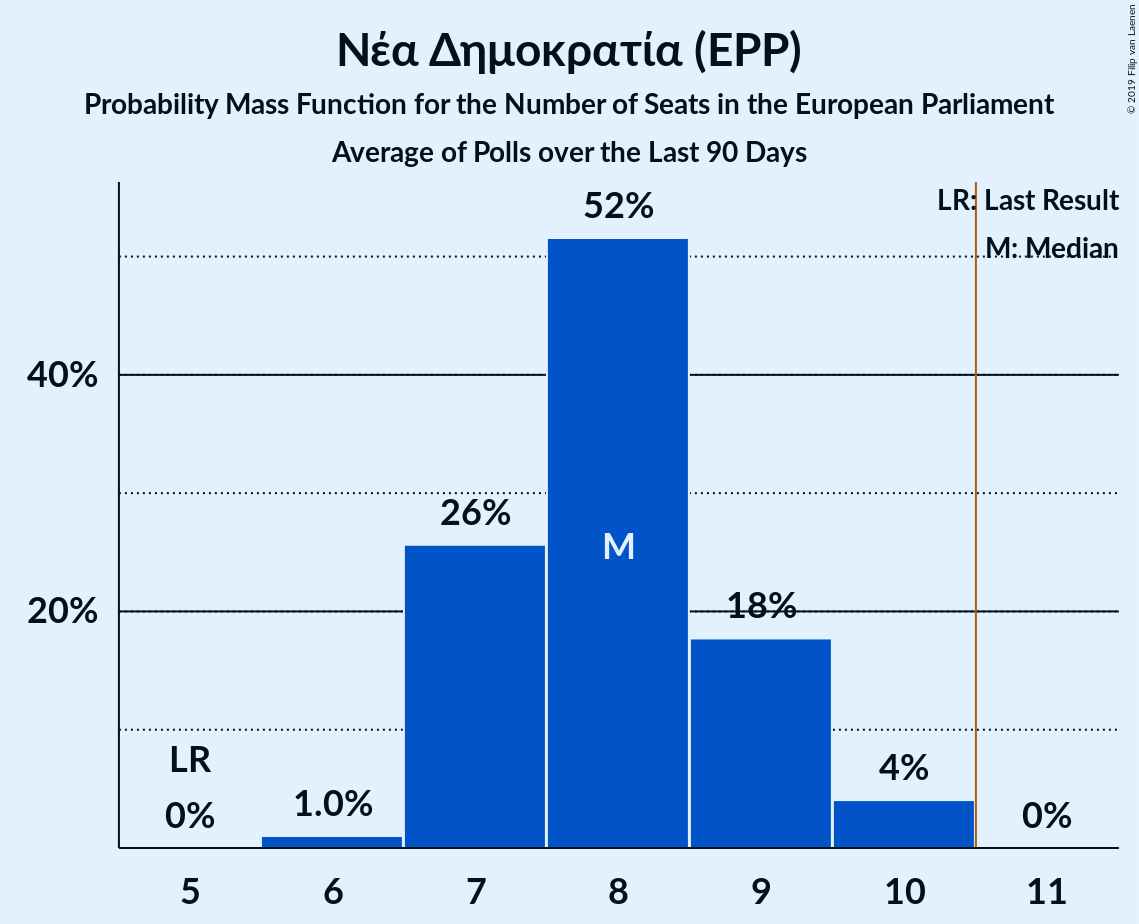 Νέα Δημοκρατία (EPP)
Probability Mass Function for the Number of Seats in the European Parliament
Average of Polls over the Last 90 Days
© 2019 Filip van Laenen
LR: Last Result
M: Median
52%
40%
26%
M
20%
18%
LR
4%
1.0%
0%
0%
5 6 7 8 9 10 11